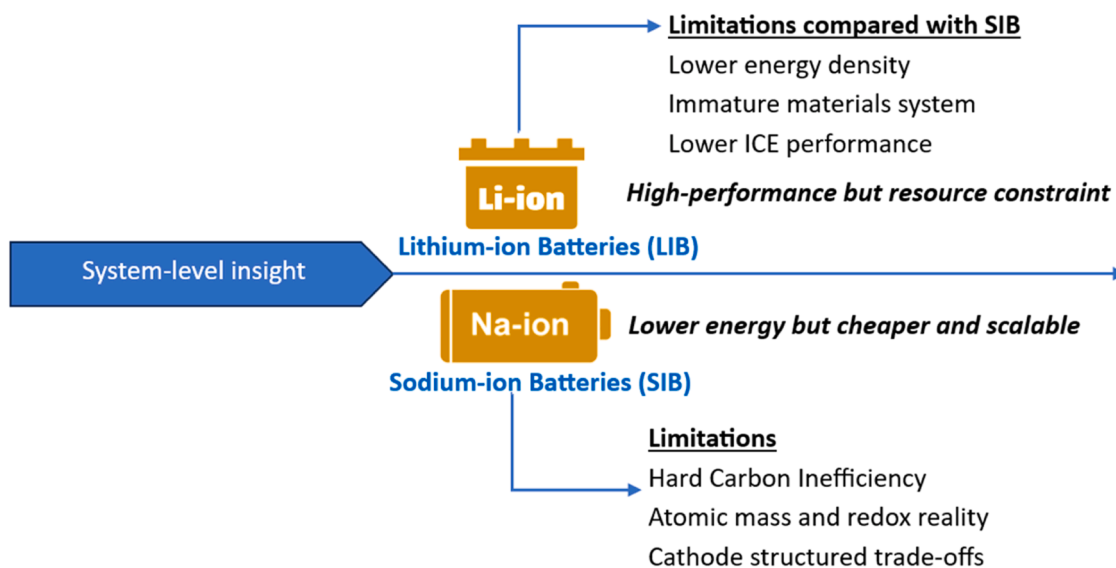 Limitations compared with SIB
Lower energy density
Immature materials system
Lower ICE performance
Li-ion
High-performance but resource constraint
Lithium-ion Batteries (LIB)
System-level insight
Na-ion
Lower energy but cheaper and scalable
Sodium-ion Batteries (SIB)
Limitations
Hard Carbon Inefficiency
Atomic mass and redox reality
Cathode structured trade-offs